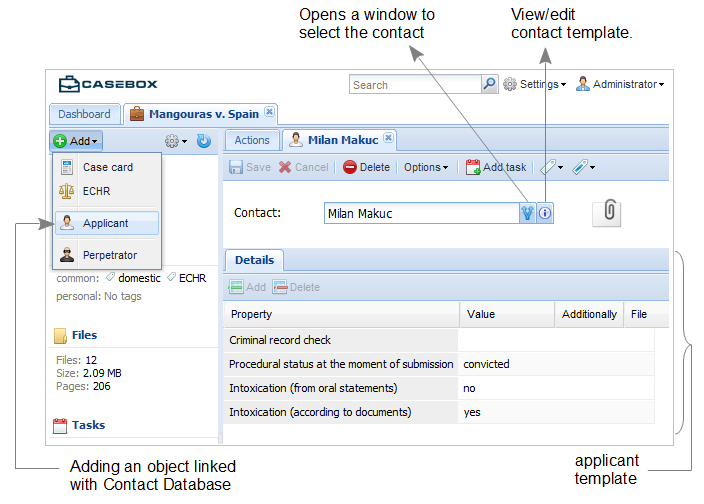 Opens a window to
select the contact
View/edit
contact template.
CASEBOX
Search
Settings
Administrator
Dashboard
Mangouras v. Spain
Add
Actions
Milan Makuc
Save
Cancel
Delete
Options
Add task
Case card
ECHR
Applicant
Perpetrator
Contact:
Milan Makuc
common: domestic ECHR
personal: No tags
Files
Files: 12
Size: 2.09 MB
Pages: 206
Tasks
Details
Add
Delete
Property Value Additionally File
Criminal record check
Procedural status at the moment of submission convicted
Intoxication (from oral statements) no
Intoxication (according to documents) yes
Adding an object linked
with Contact Database
applicant
template